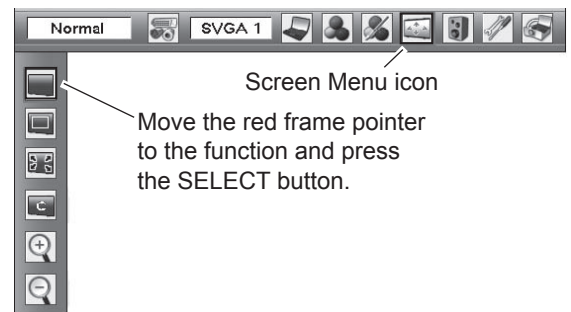 Normal
SVGA 1
Screen Menu icon
Move the red frame pointer
to the function and press
the SELECT button.